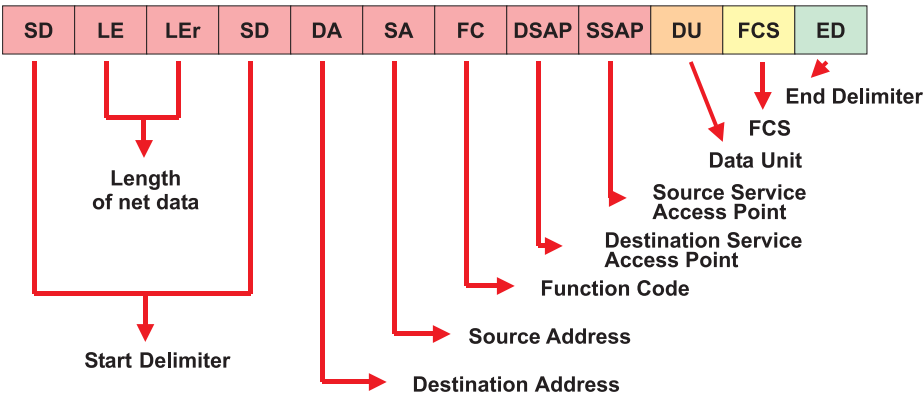 SD LE LEr SD DA SA FC DSAP SSAP DU FCS ED
End Delimiter
FCS
Data Unit
Length
of net data
Source Service
Access Point
Destination Service
Access Point
Function Code
Source Address
Start Delimiter
Destination Address